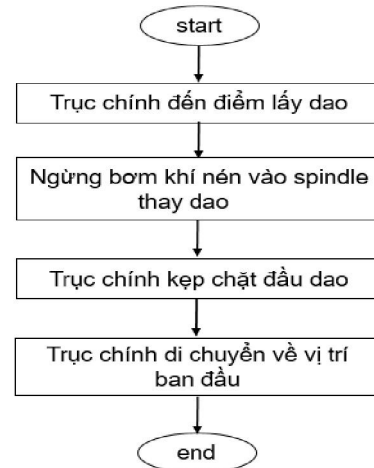 start
Trục chính đến điểm lấy dao
Ngừng bơm khí nén vào spindle
thay dao
Trục chính kẹp chặt đầu dao
Trục chính di chuyển về vị trí
ban đầu
end